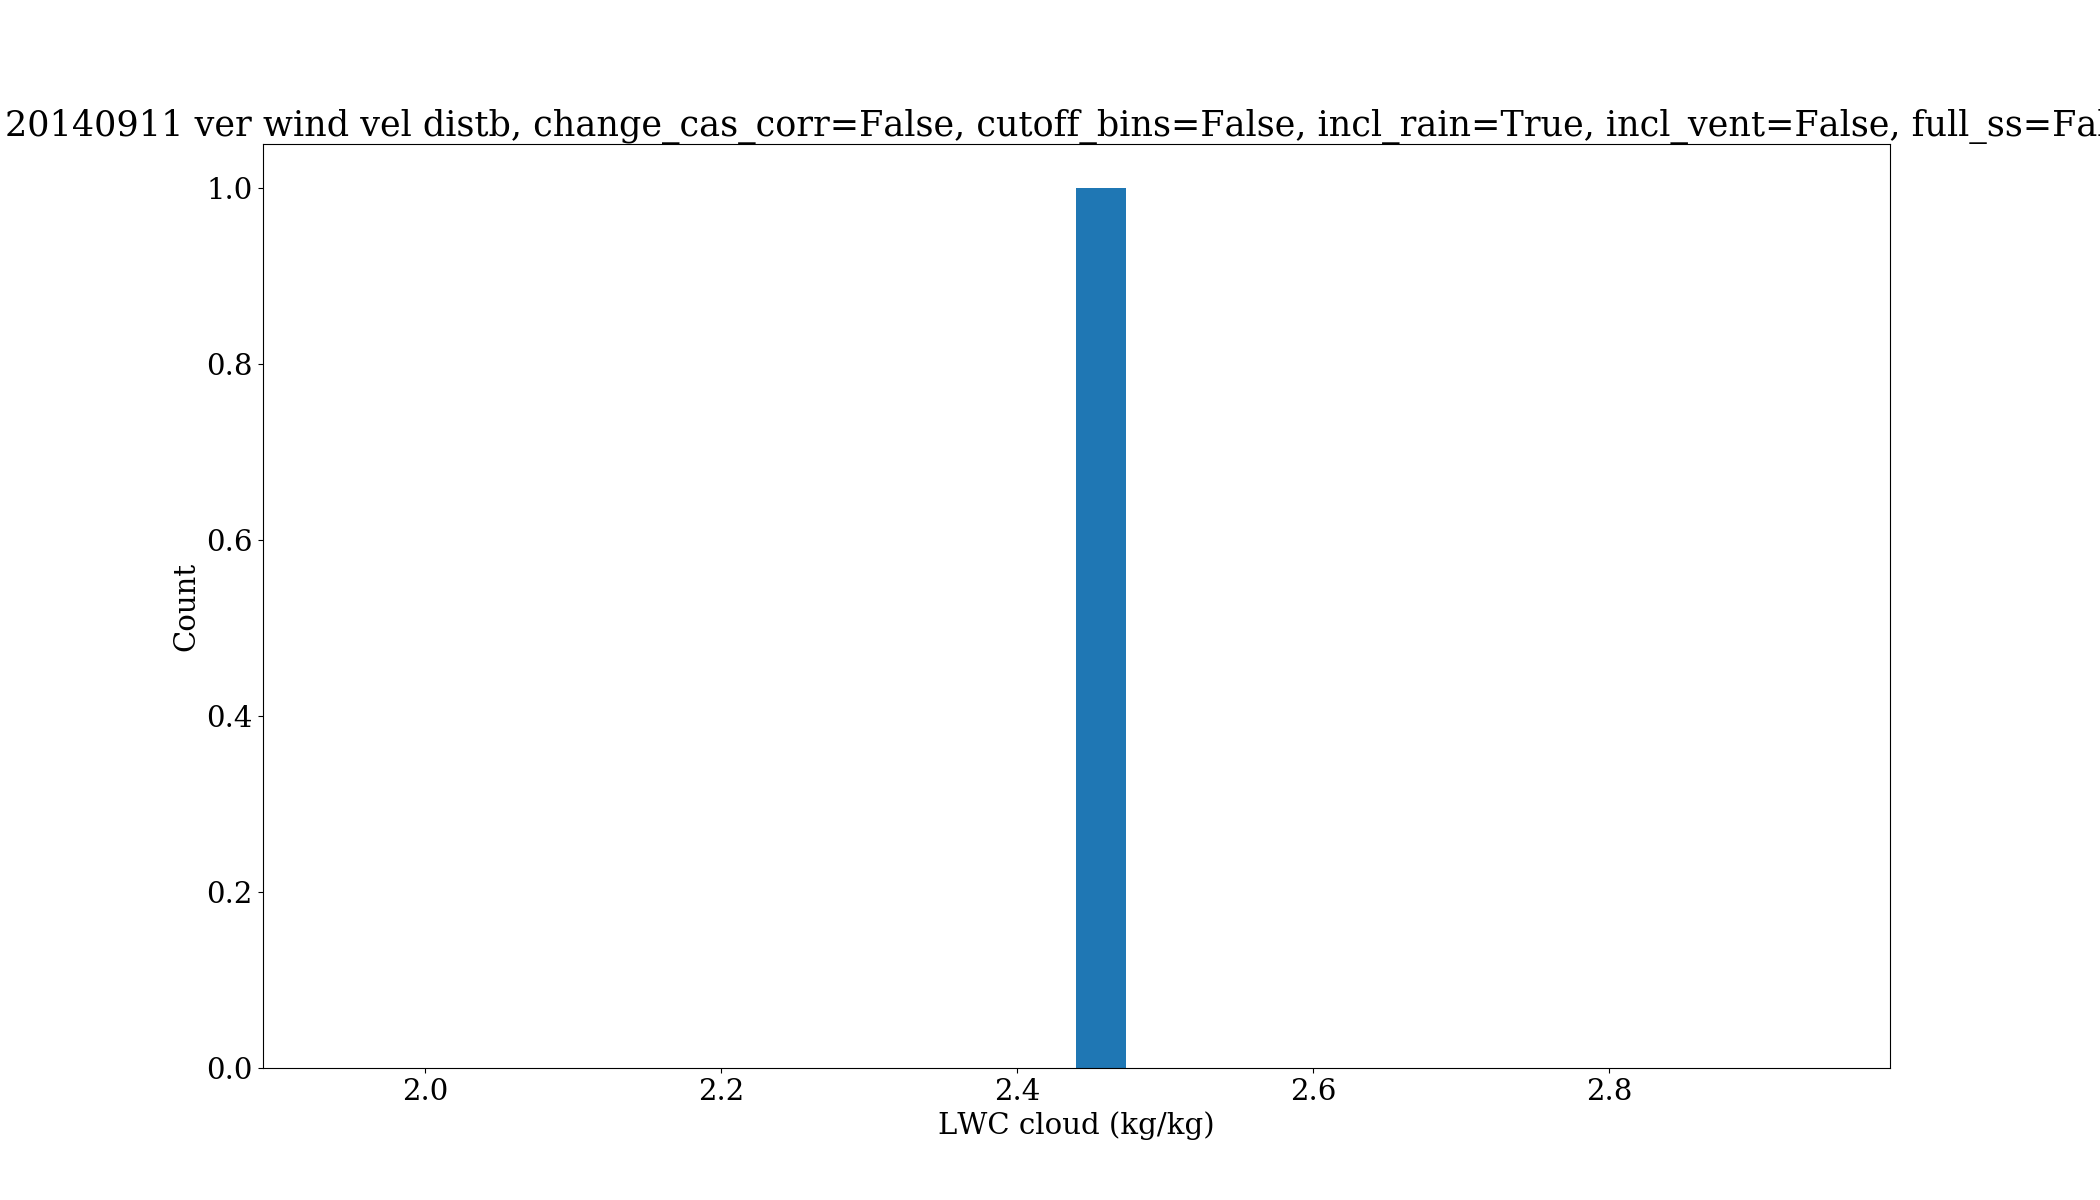 20140911 ver wind vel distb, change_cas_corr=False, cutoff_bins=False, incl_rain=True, incl_vent=False, full_ss=Fal
1.0
0.8
0.6
0.4
0.2
0.0
Count
2.0 2.2 2.4 2.6 2.8
LWC cloud (kg/kg)